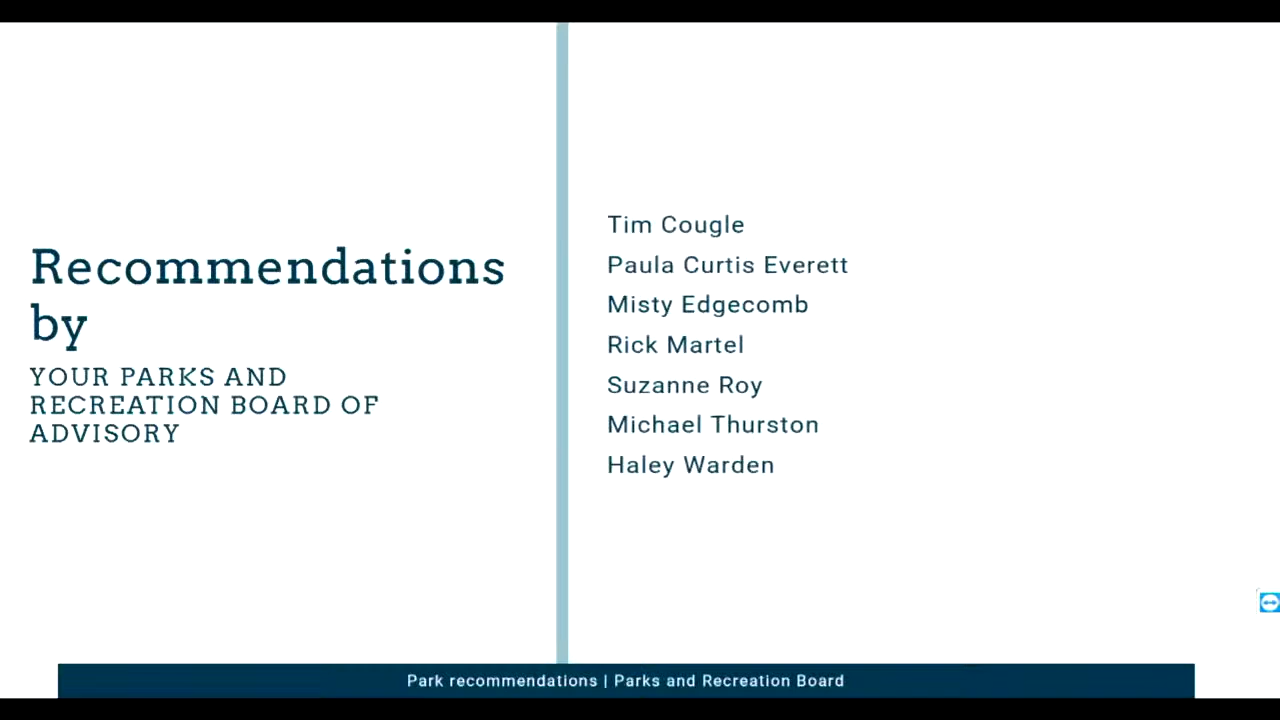 Recommendations
by
YOUR PARKS AND
RECREATION BOARD OF
ADVISORY
Tim Cougle
Paula Curtis Everett
Misty Edgecomb
Rick Martel
Suzanne Roy
Michael Thurston
Haley Warden
Park recommendations | Parks and Recreation Board